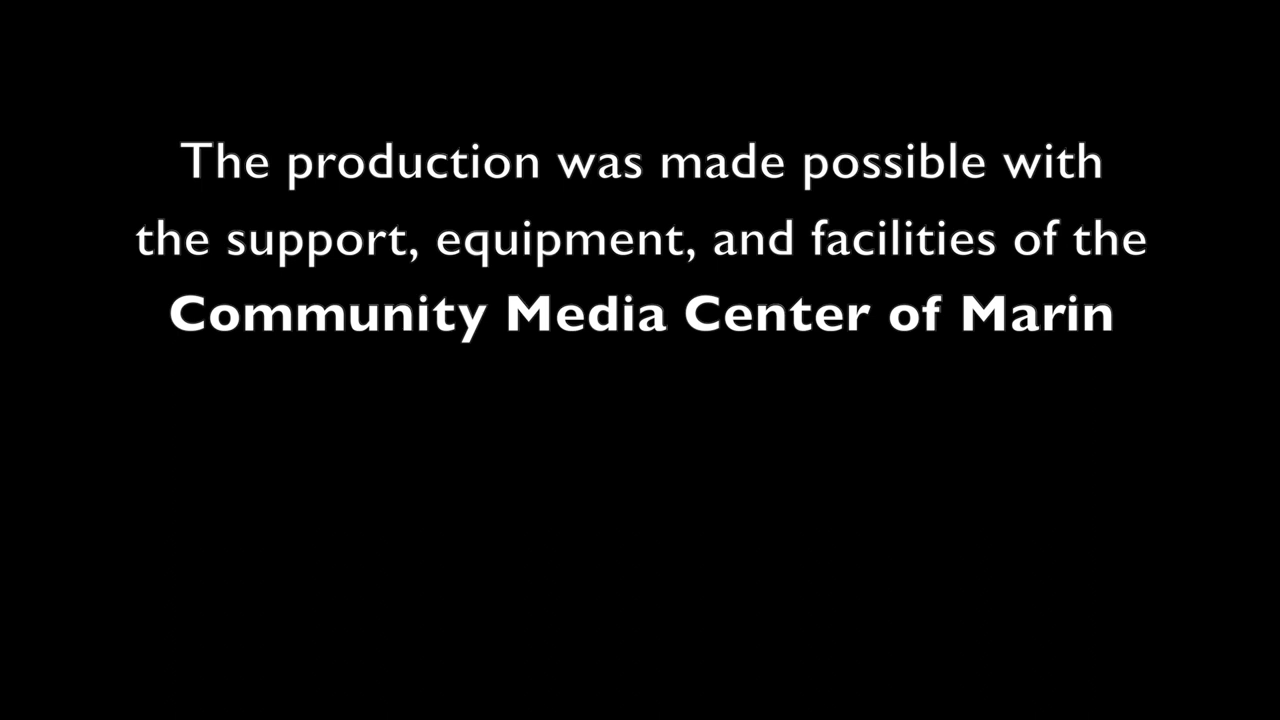 The production was made possible with
the support, equipment, and facilities of the
Community Media Center of Marin